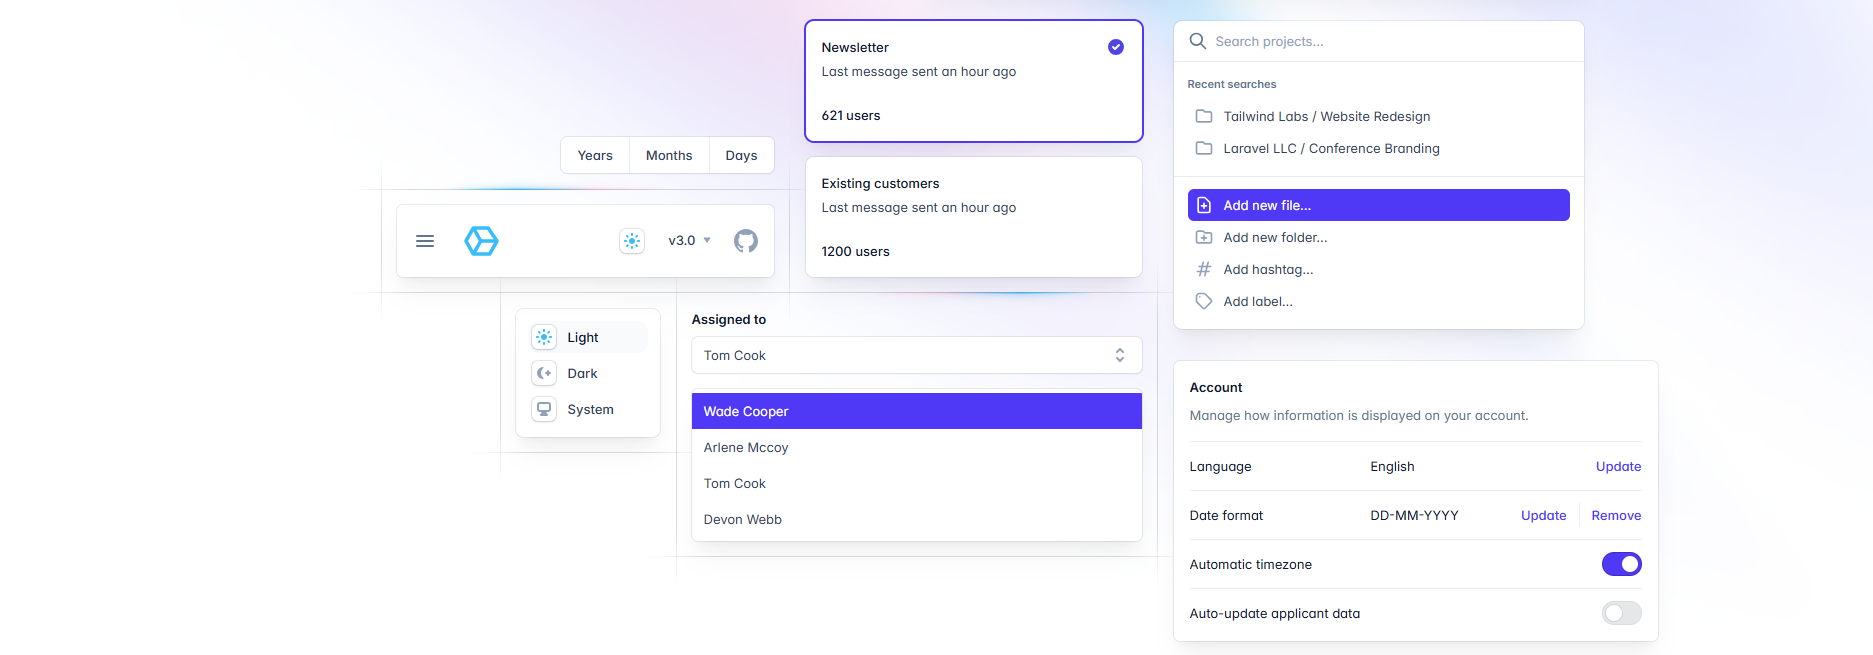 Years Months Days
v3.0
Light
Dark
System
Newsletter
Last message sent an hour ago
621 users
Existing customers
Last message sent an hour ago
1200 users
Assigned to
Tom Cook
Wade Cooper
Arlene Mccoy
Tom Cook
Devon Webb
Search projects...
Recent searches
Tailwind Labs / Website Redesign
Laravel LLC / Conference Branding
Add new file...
Add new folder...
Add hashtag...
Add label...
Account
Manage how information is displayed on your account.
Language English Update
Date format DD-MM-YYYY Update Remove
Automatic timezone
Auto-update applicant data